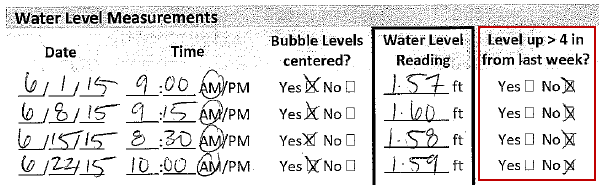 Water Level Measurements
Date Time Bubble Levels centered? Water Level Reading Level up > 4 in from last week?
6/1/15 9:00 AM/PM Yes ☒ No ☐ 1.57 ft Yes ☐ No ☒
6/8/15 9:15 AM/PM Yes ☒ No ☐ 1.60 ft Yes ☐ No ☒
6/15/15 8:30 AM/PM Yes ☒ No ☐ 1.58 ft Yes ☐ No ☒
6/22/15 10:00 AM/PM Yes ☒ No ☐ 1.59 ft Yes ☐ No ☒